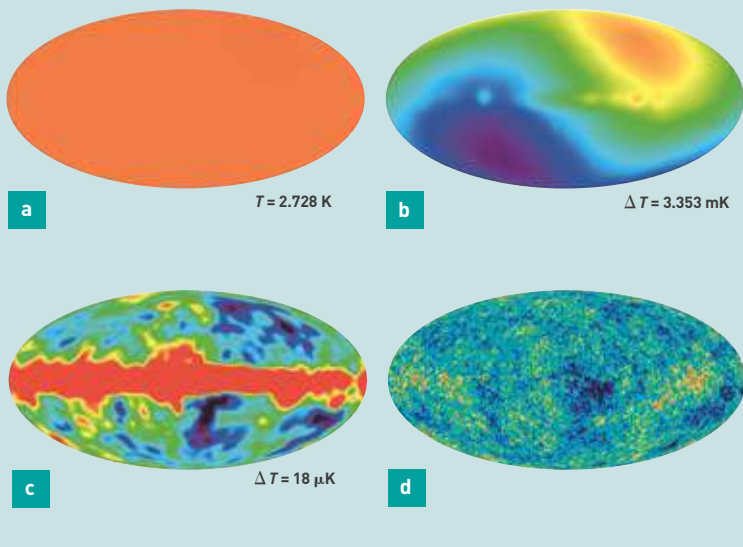 T = 2.728 K
a
Δ T = 3.353 mK
b
Δ T = 18 μK
c
d